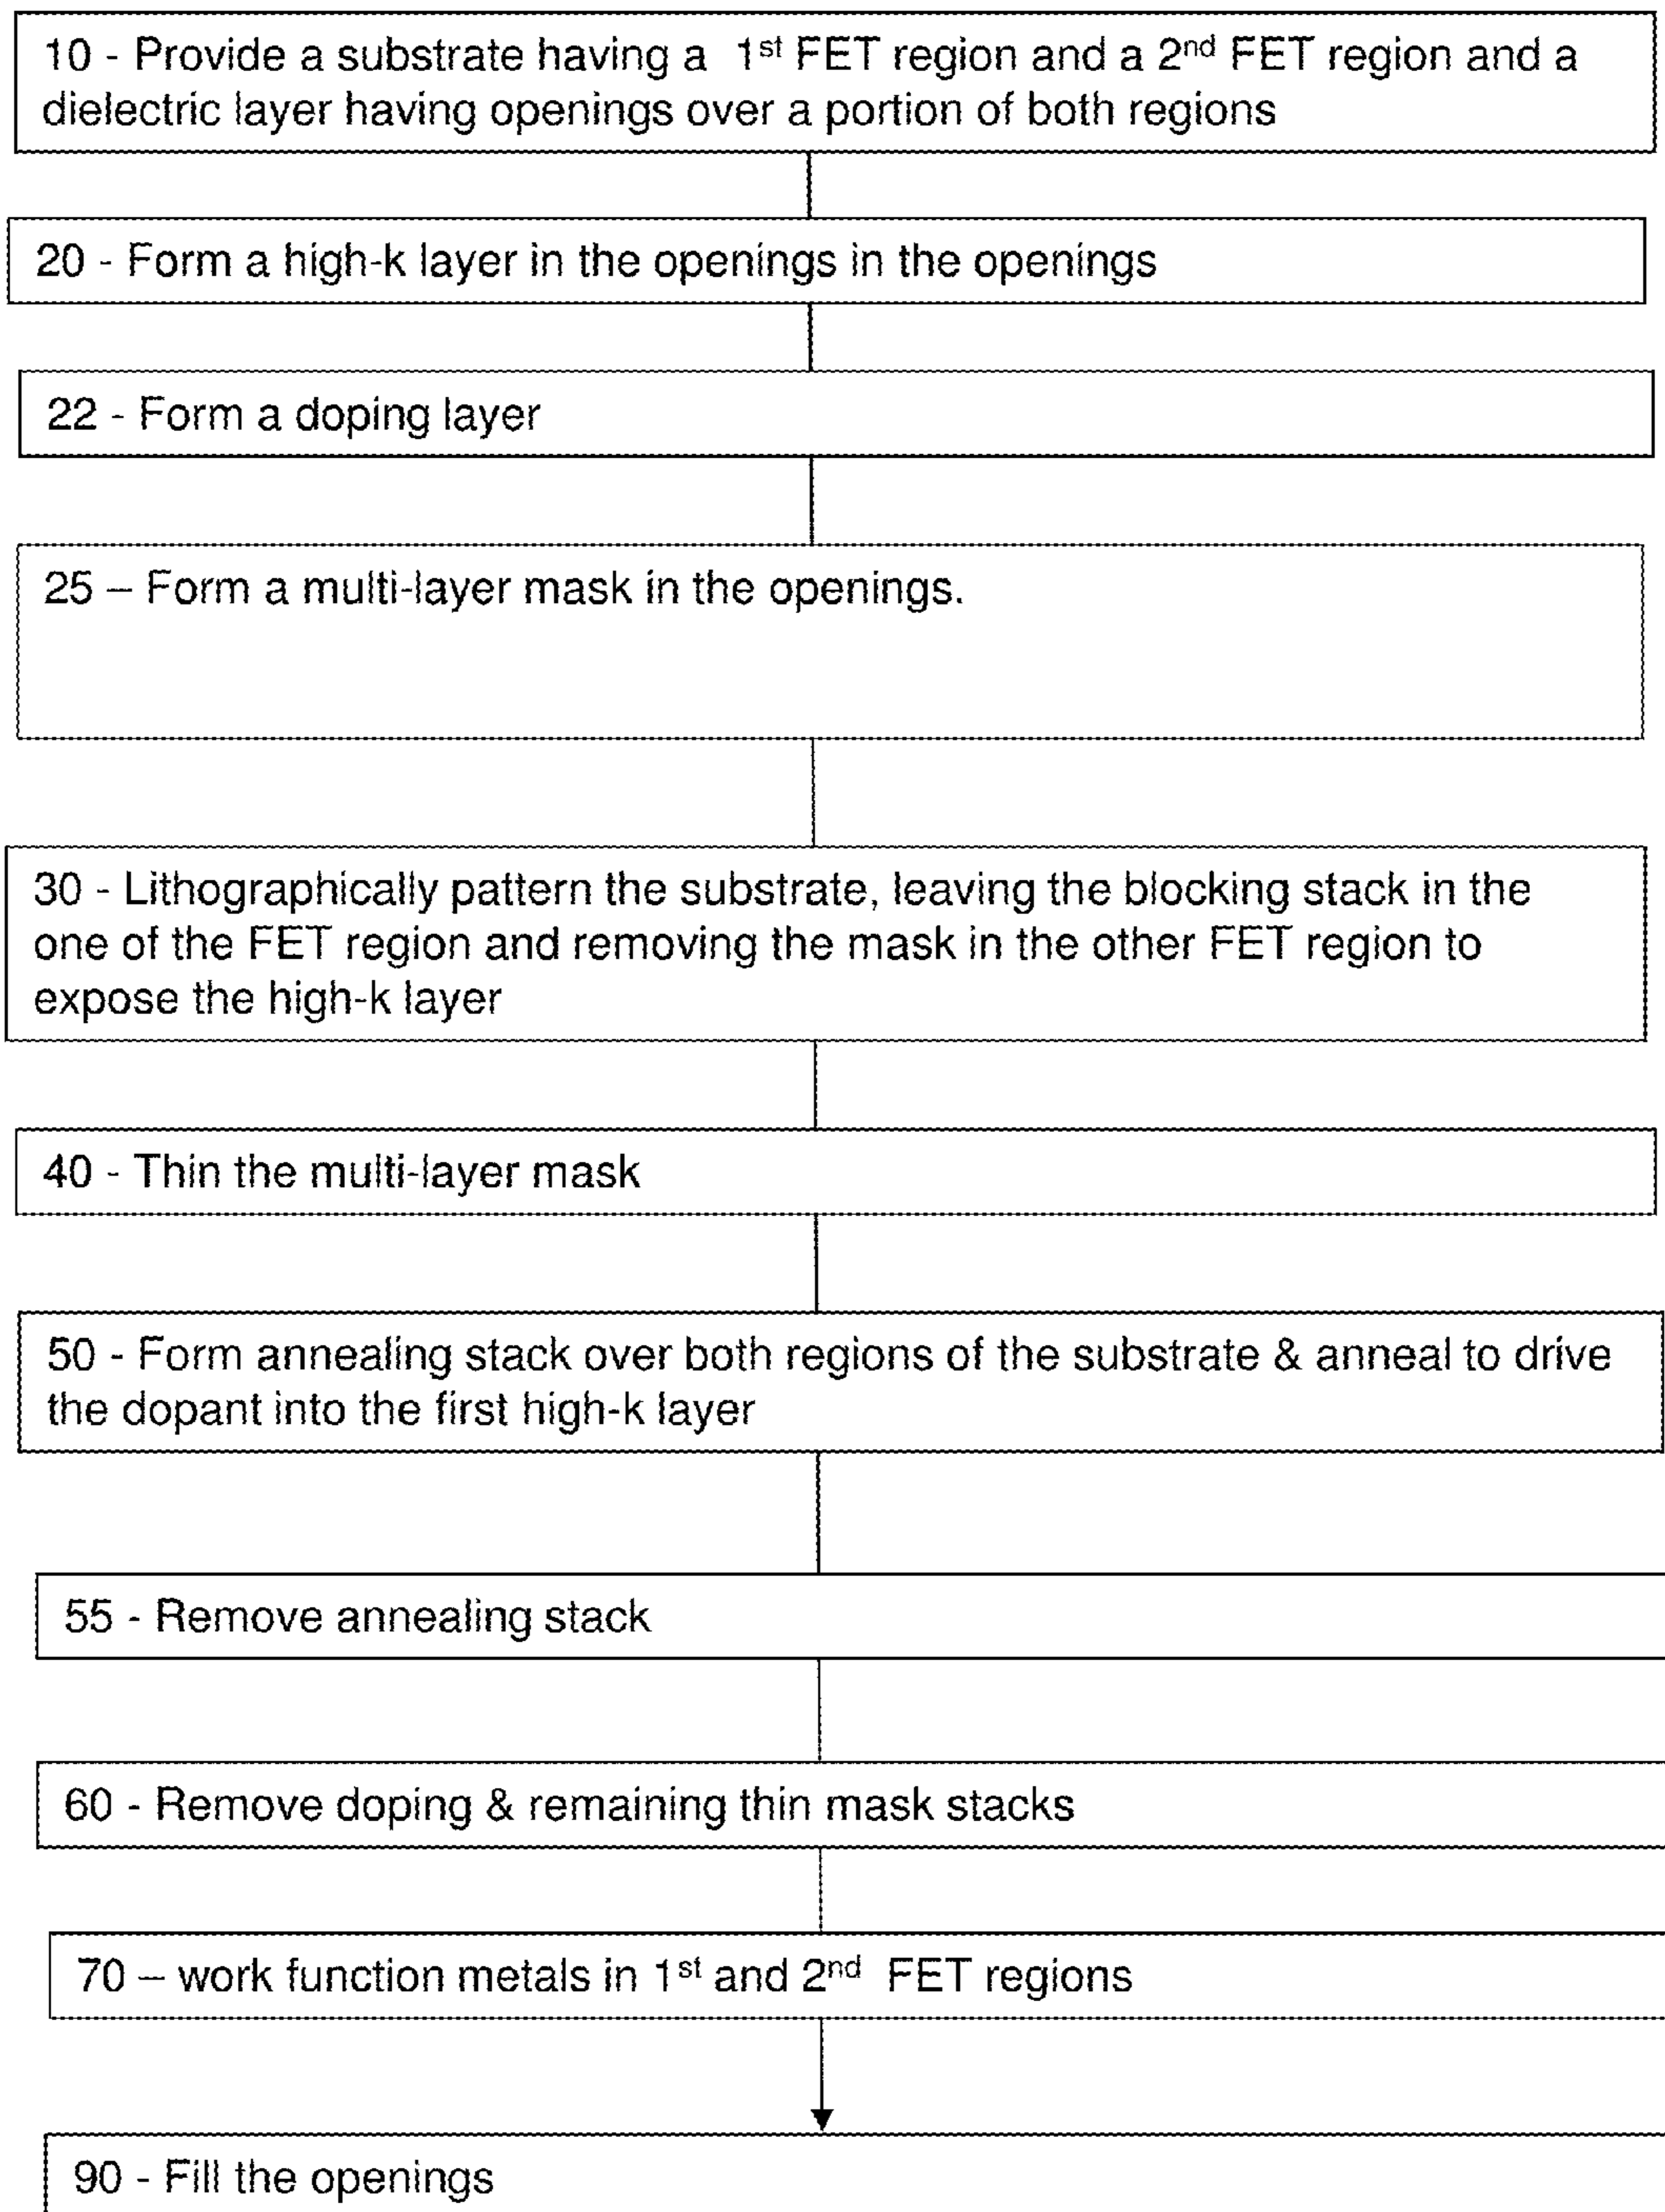 10 - Provide a substrate having a 1st FET region and a 2nd FET region and a
dielectric layer having openings over a portion of both regions
20 - Form a high-k layer in the openings in the openings
22 - Form a doping layer
25 – Form a multi-layer mask in the openings.
30 - Lithographically pattern the substrate, leaving the blocking stack in the
one of the FET region and removing the mask in the other FET region to
expose the high-k layer
40 - Thin the multi-layer mask
50 - Form annealing stack over both regions of the substrate & anneal to drive
the dopant into the first high-k layer
55 - Remove annealing stack
60 - Remove doping & remaining thin mask stacks
70 – work function metals in 1st and 2nd FET regions
90 - Fill the openings